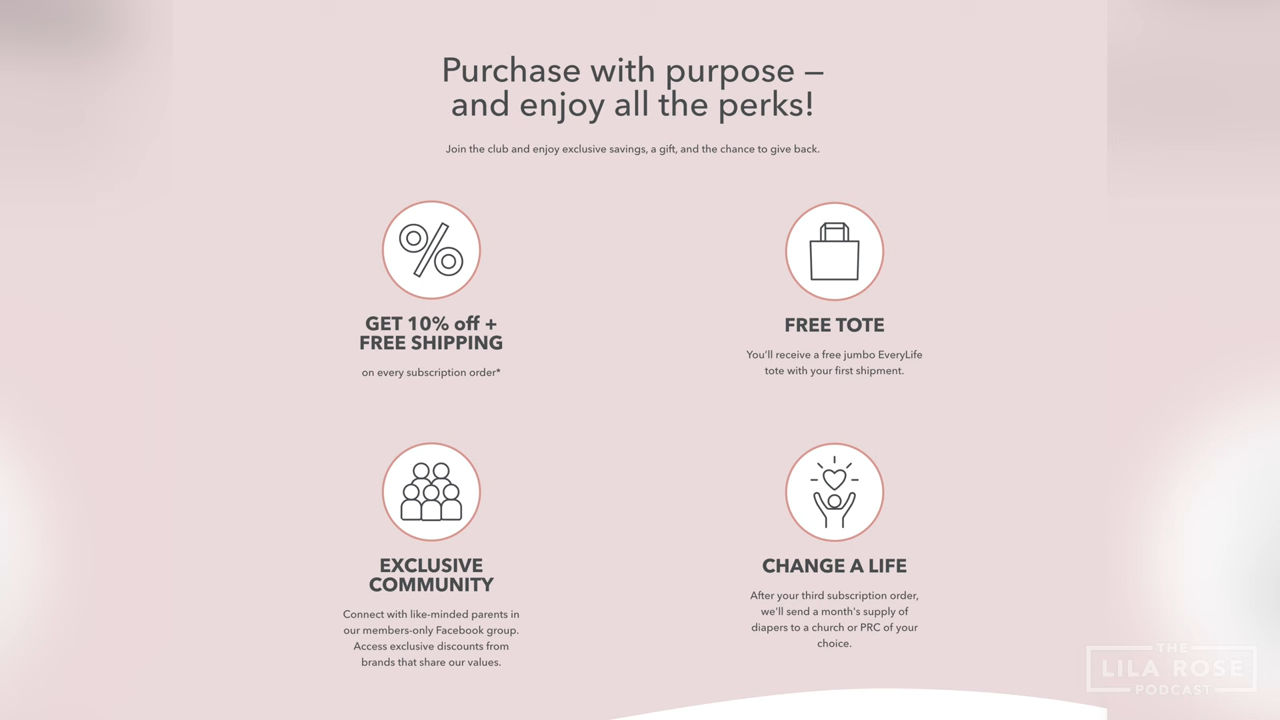 Purchase with purpose –
and enjoy all the perks!
Join the club and enjoy exclusive savings, a gift, and the chance to give back.
GET 10% off +
FREE SHIPPING
on every subscription order*
FREE TOTE
You'll receive a free jumbo EveryLife
tote with your first shipment.
EXCLUSIVE
COMMUNITY
Connect with like-minded parents in
our members-only Facebook group.
Access exclusive discounts from
brands that share our values.
CHANGE A LIFE
After your third subscription order,
we'll send a month's supply of
diapers to a church or PRC of your
choice.
THE
LILA ROSE
PODCAST